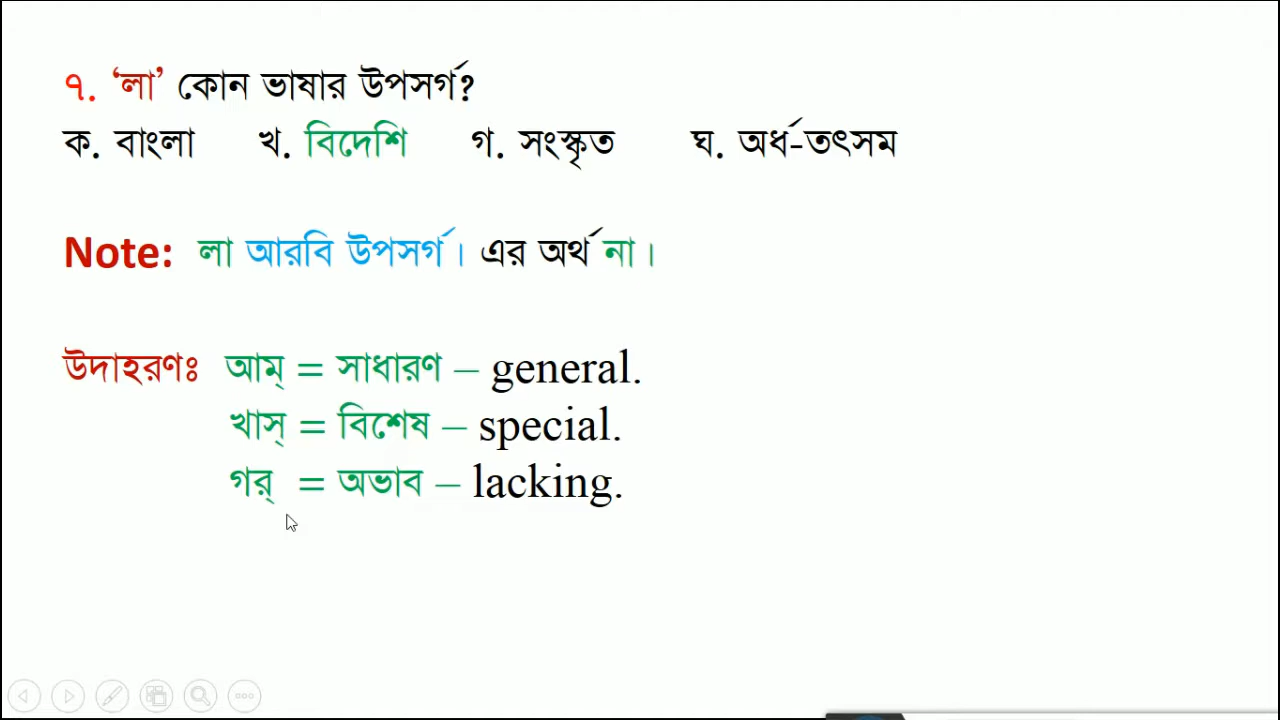 ৭. ‘লা’ কোন ভাষার উপসর্গ?
ক. বাংলা খ. বিদেশি গ. সংস্কৃত ঘ. অর্ধ-তৎসম
Note: লা আরবি উপসর্গ। এর অর্থ না।
উদাহরণঃ আম্ = সাধারণ – general.
খাস্ = বিশেষ – special.
গর্ = অভাব – lacking.